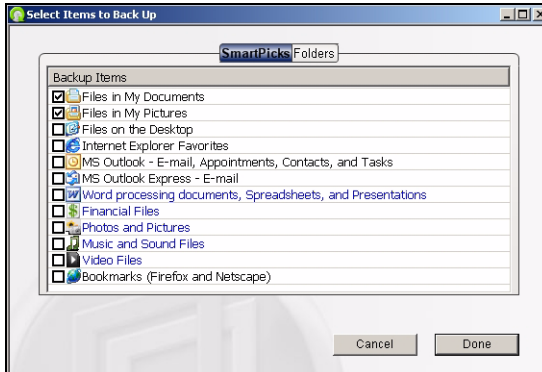 Select Items to Back Up
SmartPicks Folders
Backup Items
Files in My Documents
Files in My Pictures
Files on the Desktop
Internet Explorer Favorites
MS Outlook - E-mail, Appointments, Contacts, and Tasks
MS Outlook Express - E-mail
Word processing documents, Spreadsheets, and Presentations
Financial Files
Photos and Pictures
Music and Sound Files
Video Files
Bookmarks (Firefox and Netscape)
Cancel Done